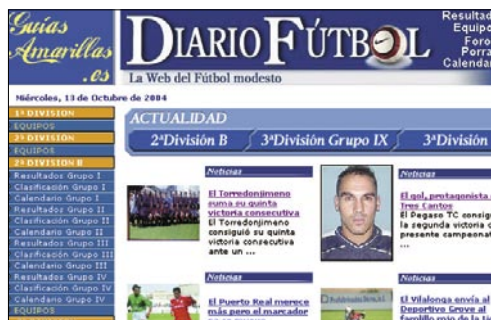 Guías
Amarillas
.es
DIARIO FÚTBOL
La Web del Fútbol modesto
Resultad
Equipo
Foro
Porra
Calendar
Miércoles, 13 de Octubre de 2004
1ª DIVISION
EQUIPOS
2ª DIVISION
EQUIPOS
2ª DIVISION B
Resultados Grupo I
Clasificación Grupo I
Calendario Grupo I
Resultados Grupo II
Clasificación Grupo II
Calendario Grupo II
Resultados Grupo III
Clasificación Grupo III
Calendario Grupo III
Resultados Grupo IV
Clasificación Grupo IV
Calendario Grupo IV
EQUIPOS
ACTUALIDAD
2ªDivisión B
3ªDivisión Grupo IX
3ªDivisión
Noticias
El Torredonjimeno
suma su quinta
victoria consecutiva
El Torredonjimeno
consiguió su quinta
victoria consecutiva
ante un ...
Noticias
El gol, protagonista
Tres Cantos
El Pegaso TC consig
la segunda victoria d
presente campeonat
...
Noticias
El Puerto Real merece
más pero el marcador
Noticias
El Vilalonga envía al
Deportivo Grove al
farolillo rojo de la